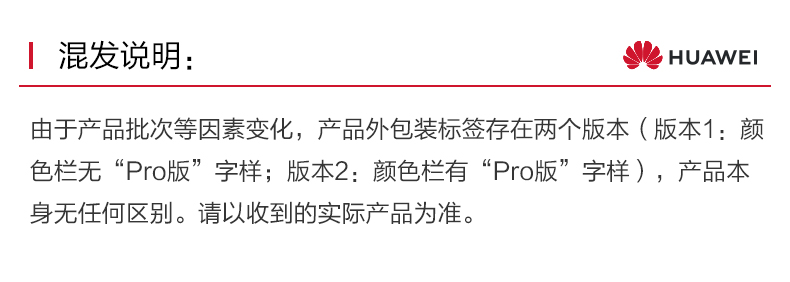 混发说明：
HUAWEI
由于产品批次等因素变化，产品外包装标签存在两个版本（版本1：颜
色栏无“Pro版”字样；版本2：颜色栏有“Pro版”字样），产品本
身无任何区别。请以收到的实际产品为准。